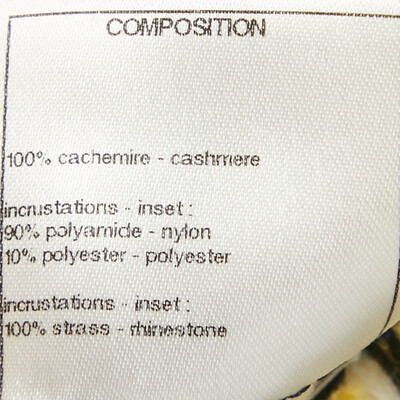 COMPOSITION
100% cachemire - cashmere
incrustations - inset :
90% polyamide - nylon
10% polyester - polyester
incrustations - inset :
100% strass - rhinestone